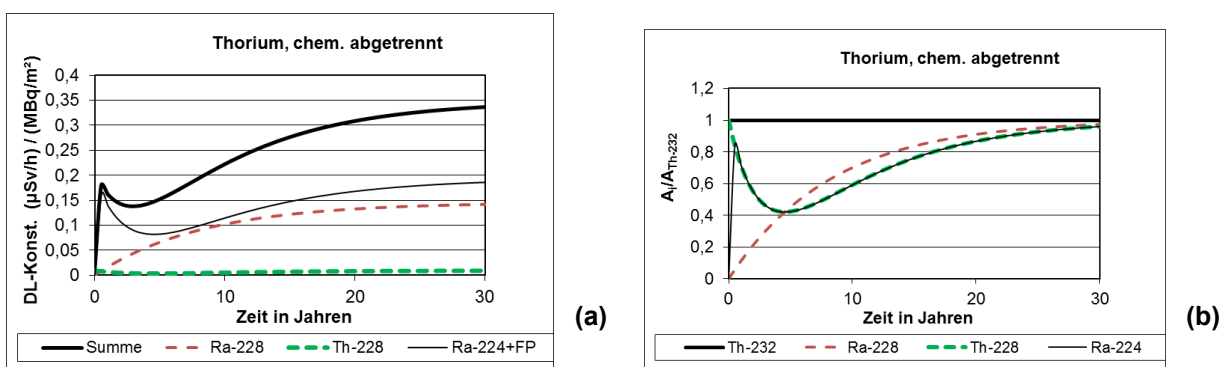 Thorium, chem. abgetrennt
DL-Konst. (µSv/h) / (MBq/m²)
0,4
0,35
0,3
0,25
0,2
0,15
0,1
0,05
0
0 10 20 30
Zeit in Jahren
Summe Ra-228 Th-228 Ra-224+FP
(a)
Thorium, chem. abgetrennt
Ai/ATh-232
1,2
1
0,8
0,6
0,4
0,2
0
0 10 20 30
Zeit in Jahren
Th-232 Ra-228 Th-228 Ra-224
(b)